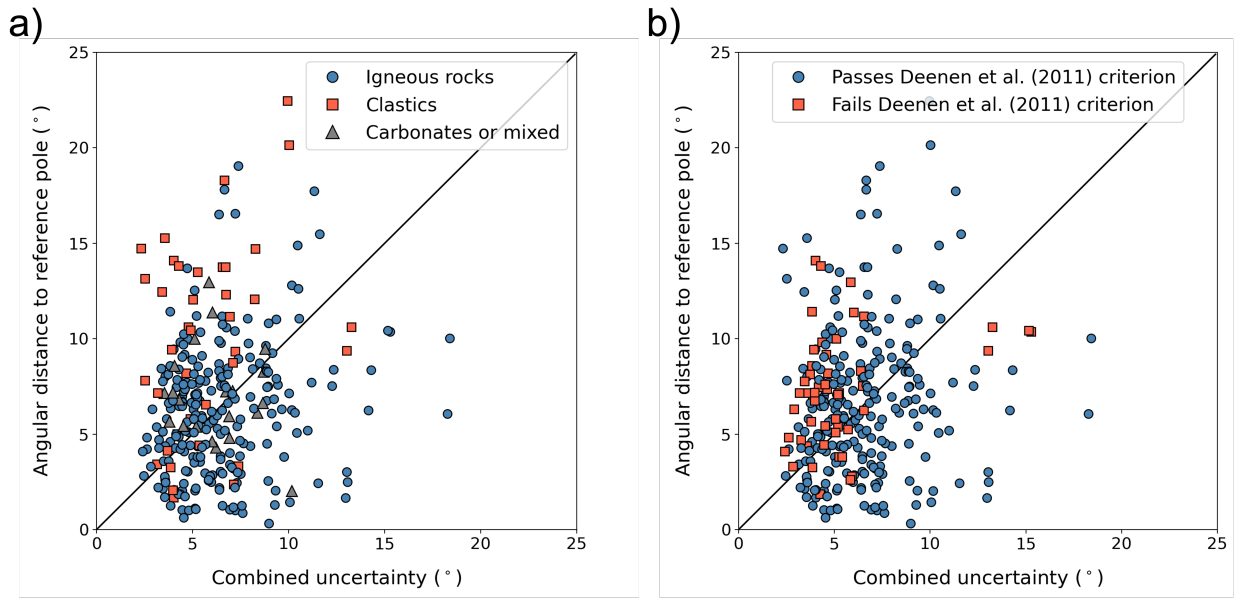 a)
Angular distance to reference pole (°)
25
20
15
10
5
0
Igneous rocks
Clastics
Carbonates or mixed
0 5 10 15 20 25
Combined uncertainty (°)
b)
Angular distance to reference pole (°)
25
20
15
10
5
0
Passes Deenen et al. (2011) criterion
Fails Deenen et al. (2011) criterion
0 5 10 15 20 25
Combined uncertainty (°)